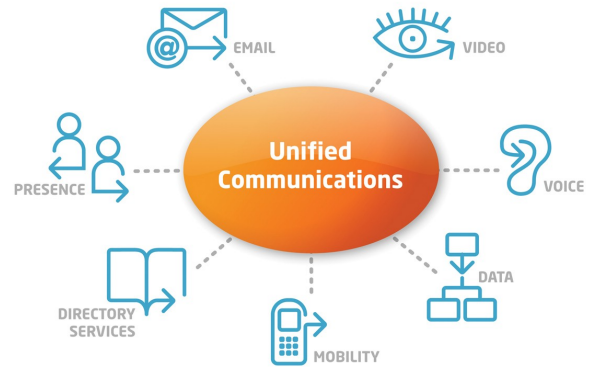 EMAIL
VIDEO
Unified
Communications
PRESENCE
VOICE
DATA
DIRECTORY
SERVICES
MOBILITY
@